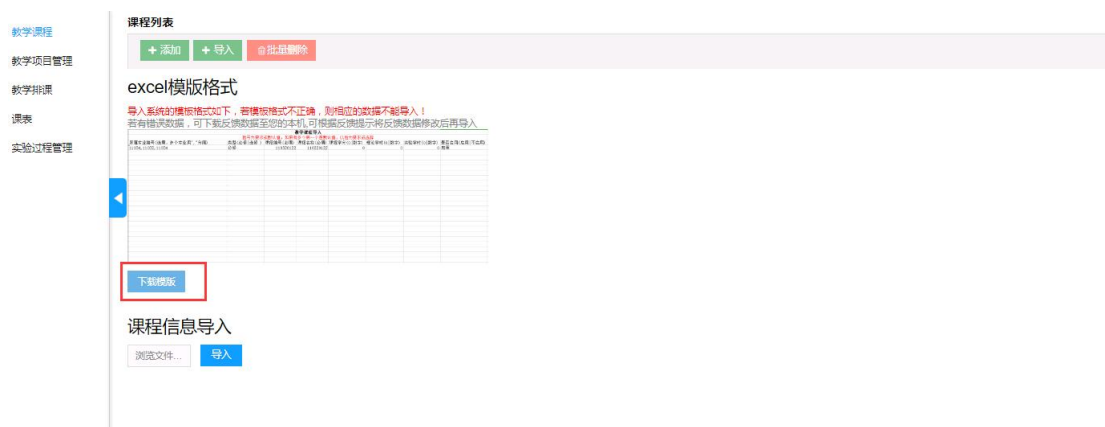 课程列表
教学课程
+ 添加
+ 导入
批量删除
教学项目管理
excel模版格式
教学排课
导入系统的模板格式如下，若模板格式不正确，则相应的数据不能导入！
课表
若有错误数据，可下载反馈数据至您的本机,可根据反馈提示将反馈数据修改后再导入
教学课程导入
实验过程管理
下载模版
课程信息导入
浏览文件...
导入